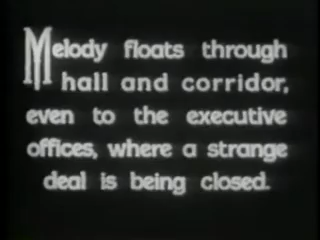 Melody floats through
hall and corridor,
even to the executive
offices, where a strange
deal is being closed.